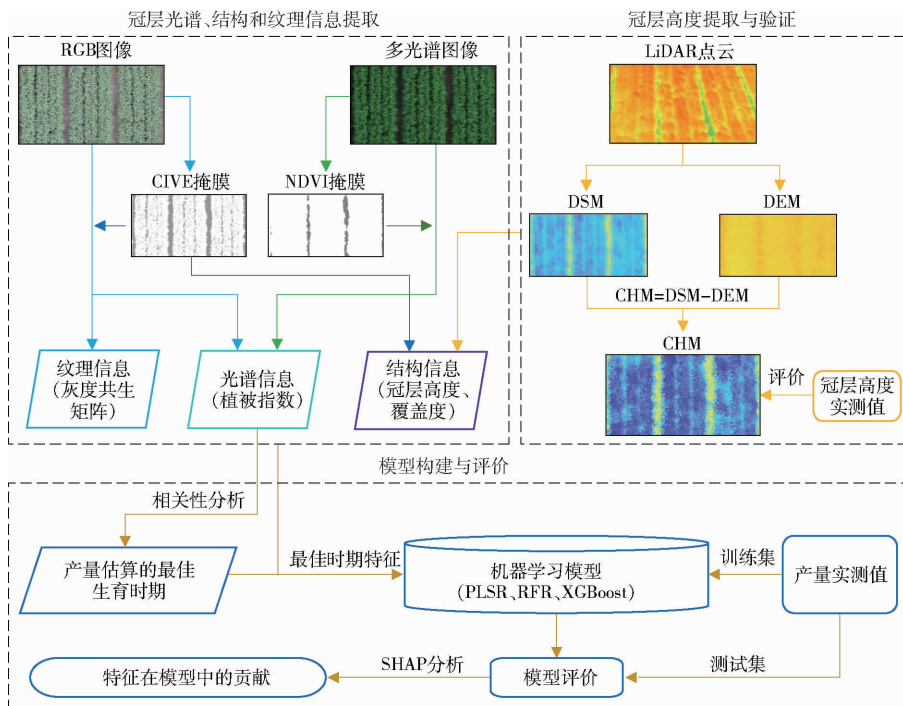 冠层光谱、结构和纹理信息提取
冠层高度提取与验证
RGB图像
多光谱图像
LiDAR点云
CIVE掩膜
NDVI掩膜
DSM
DEM
CHM=DSM-DEM
CHM
纹理信息
(灰度共生
矩阵)
光谱信息
(植被指数)
结构信息
(冠层高度、
覆盖度)
评价
冠层高度
实测值
模型构建与评价
相关性分析
产量估算的最佳
生育时期
最佳时期特征
机器学习模型
(PLSR、RFR、XGBoost)
训练集
产量实测值
特征在模型中的贡献
SHAP分析
模型评价
测试集